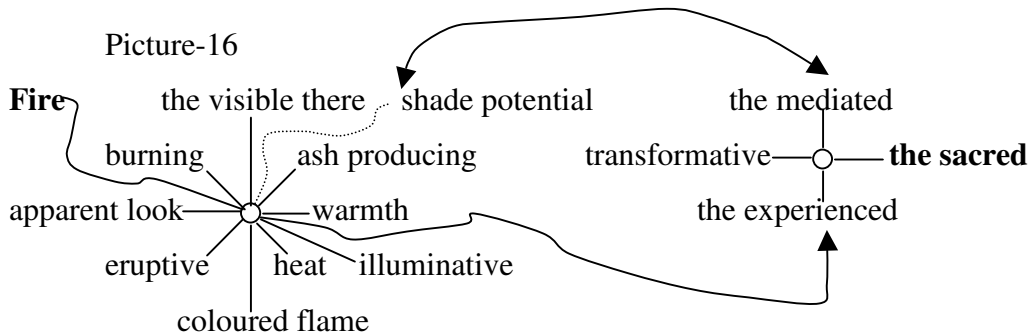 Picture-16
Fire the visible there shade potential the mediated
burning ash producing transformative the sacred
apparent look warmth the experienced
eruptive heat illuminative
coloured flame